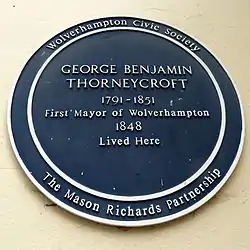 Wolverhampton Civic Society
GEORGE BENJAMIN
THORNEYCROFT
1791-1851
First Mayor of Wolverhampton
1848
Lived Here
The Mason Richards Partnership